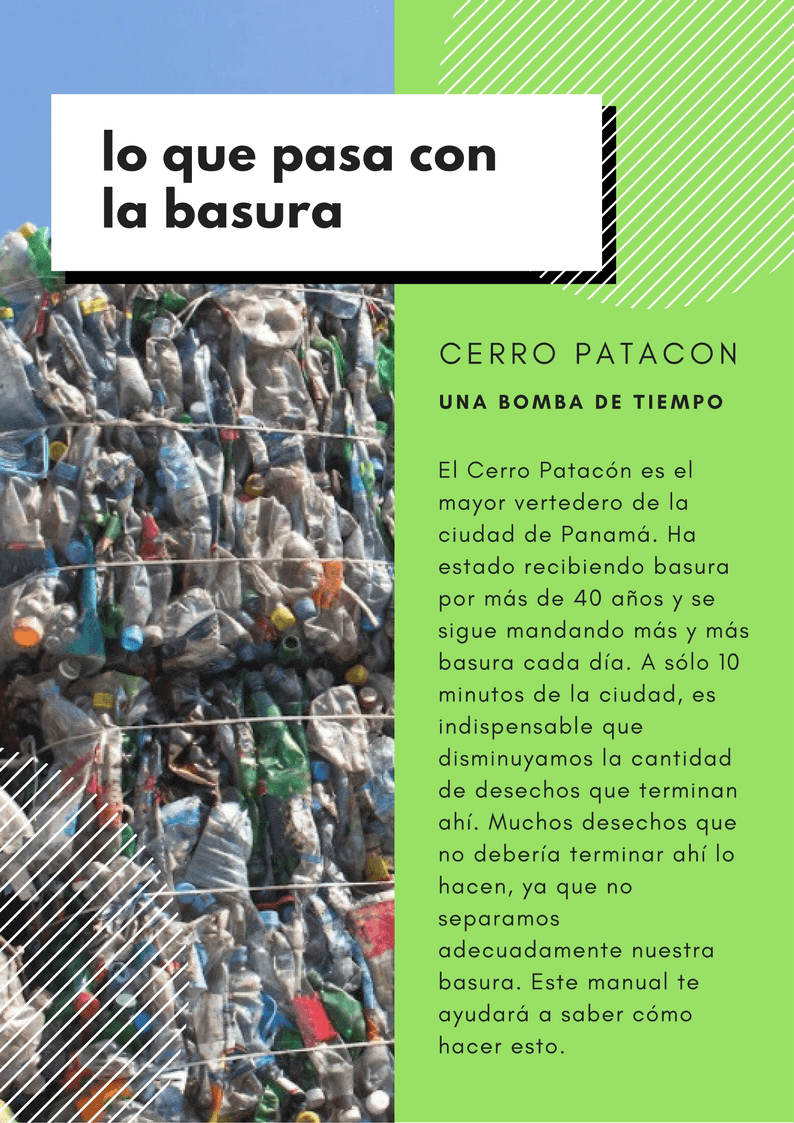 lo que pasa con
la basura
CERRO PATACON
UNA BOMBA DE TIEMPO
El Cerro Patacón es el
mayor vertedero de la
ciudad de Panamá. Ha
estado recibiendo basura
por más de 40 años y se
sigue mandando más y más
basura cada día. A sólo 10
minutos de la ciudad, es
indispensable que
disminuyamos la cantidad
de desechos que terminan
ahí. Muchos desechos que
no debería terminar ahí lo
hacen, ya que no
separamos
adecuadamente nuestra
basura. Este manual te
ayudará a saber cómo
hacer esto.